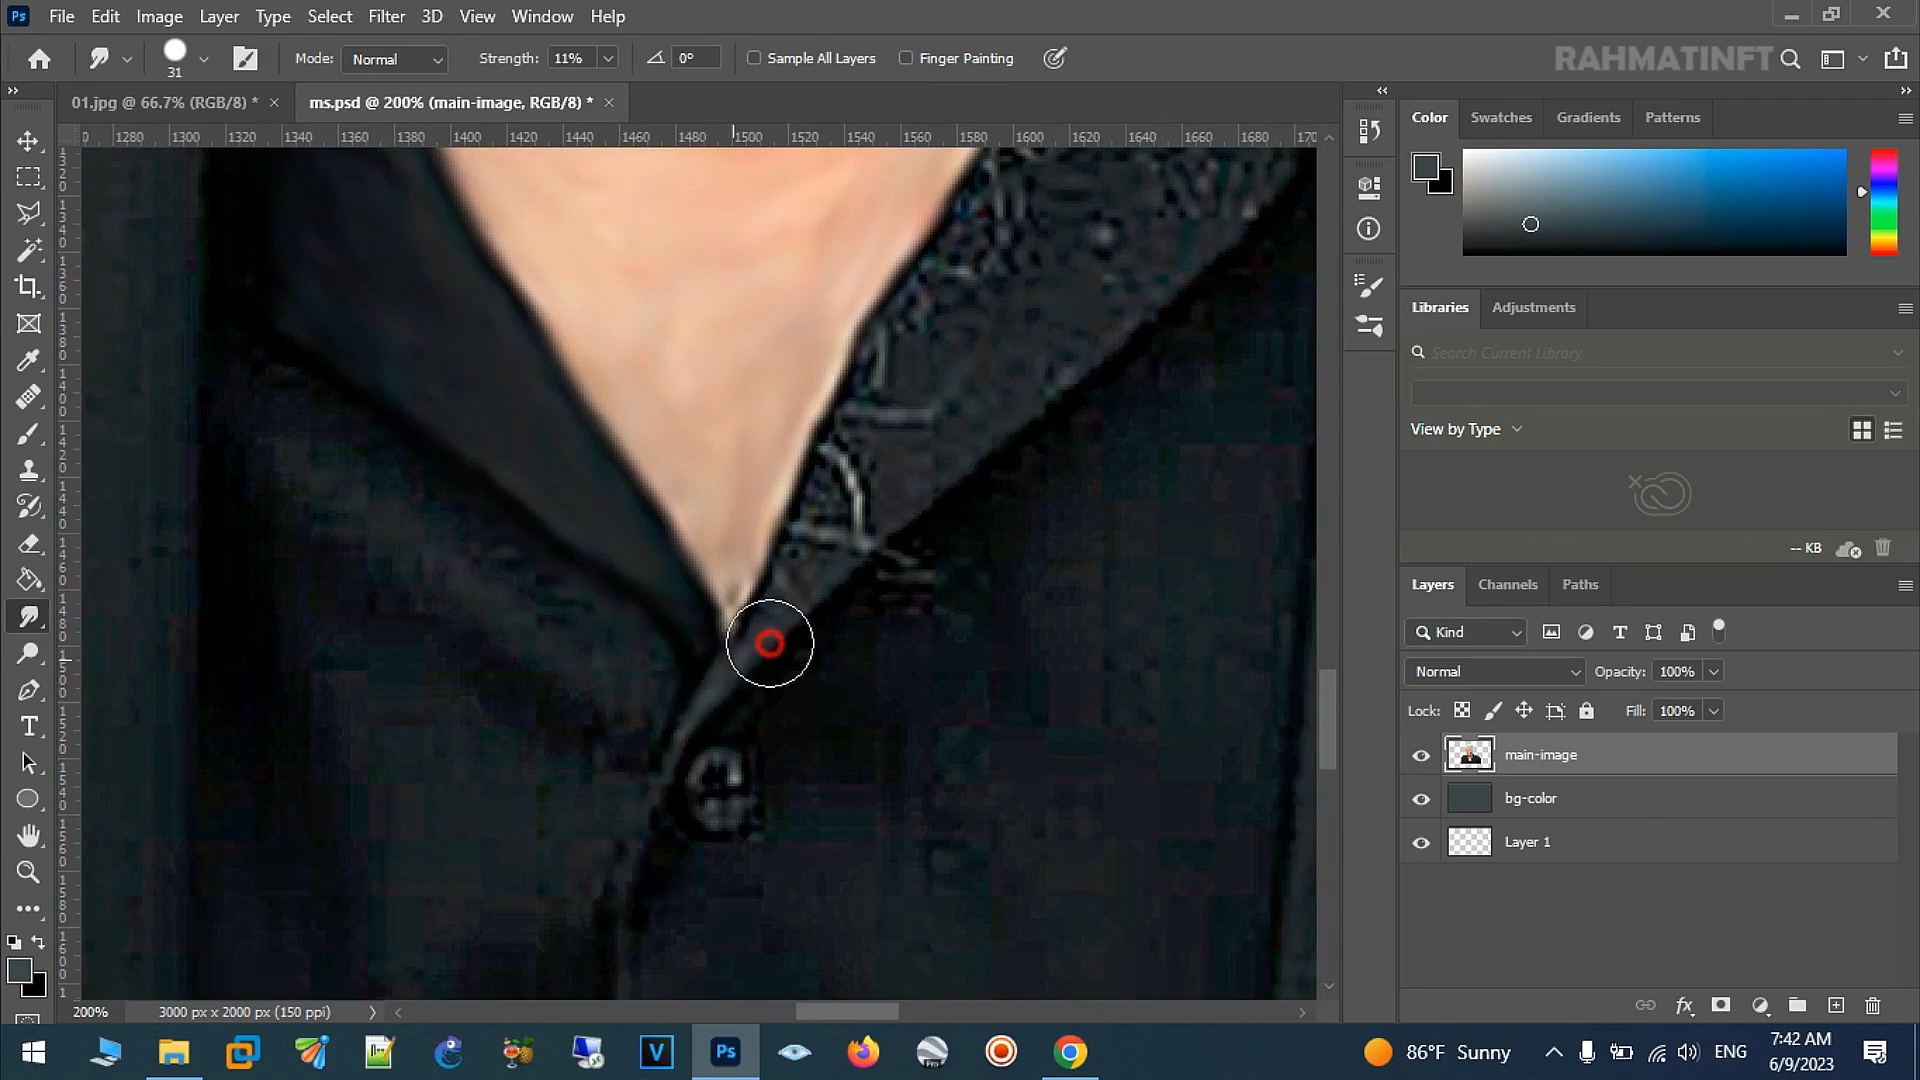 Ps File Edit Image Layer Type Select Filter 3D View Window Help
31 Mode: Normal Strength: 11% 0° Sample All Layers Finger Painting RAHMATINFT
01.jpg @ 66.7% (RGB/8) * × ms.psd @ 200% (main-image, RGB/8) * ×
1280 1300 1320 1340 1360 1380 1400 1420 1440 1460 1480 1500 1520 1540 1560 1580 1600 1620 1640 1660 1680 170
Color Swatches Gradients Patterns
Libraries Adjustments
Search Current Library
View by Type
-- KB
Layers Channels Paths
Kind
Normal Opacity: 100%
Lock: Fill: 100%
main-image
bg-color
Layer 1
fx
200% 3000 px x 2000 px (150 ppi)
V Ps Pro 86°F Sunny ENG 7:42 AM
6/9/2023